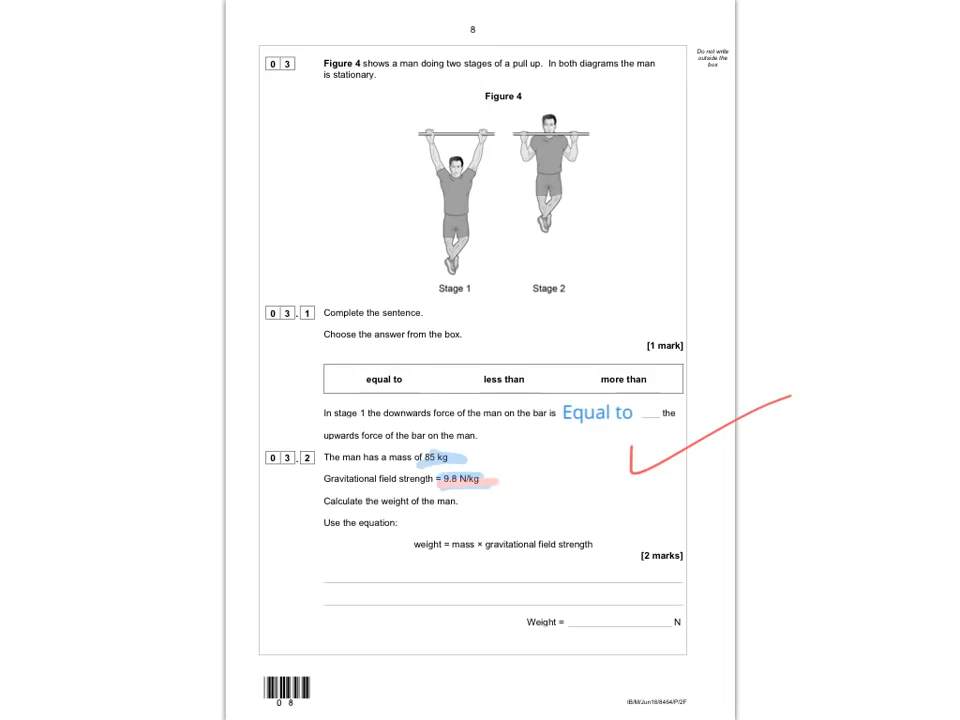 8
Do not write
outside the
box
0 3
Figure 4 shows a man doing two stages of a pull up. In both diagrams the man
is stationary.
Figure 4
Stage 1
Stage 2
0 3 . 1
Complete the sentence.
Choose the answer from the box.
[1 mark]
equal to
less than
more than
In stage 1 the downwards force of the man on the bar is Equal to ___ the
upwards force of the bar on the man.
0 3 . 2
The man has a mass of 85 kg
Gravitational field strength = 9.8 N/kg
Calculate the weight of the man.
Use the equation:
weight = mass × gravitational field strength
[2 marks]
Weight = ____________ N
0 8
IB/M/Jun18/8464/P/2F